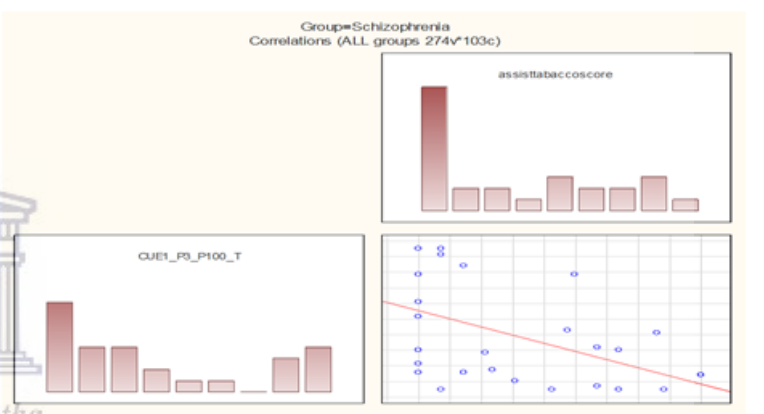 Group=Schizophrenia
Correlations (ALL groups 274v*103c)
assisttabaccoscore
CUE1_P3_P100_T